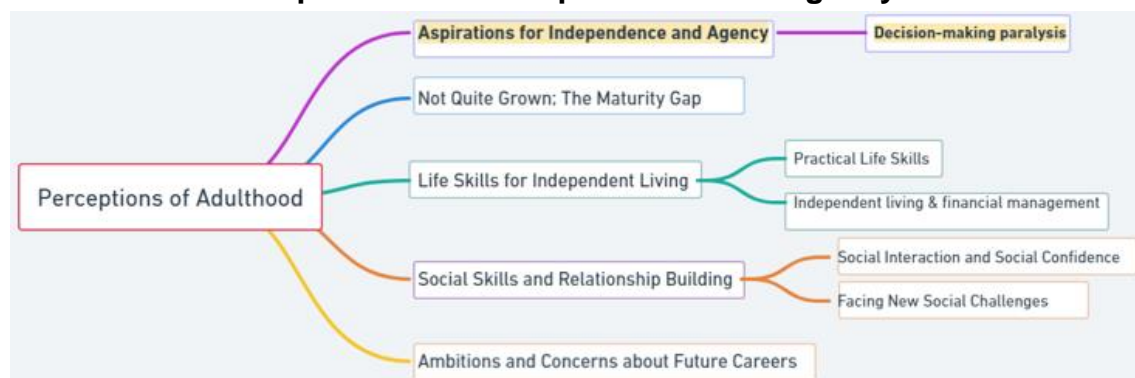 Aspirations for Independence and Agency
Decision-making paralysis
Not Quite Grown: The Maturity Gap
Practical Life Skills
Perceptions of Adulthood
Life Skills for Independent Living
Independent living & financial management
Social Interaction and Social Confidence
Social Skills and Relationship Building
Facing New Social Challenges
Ambitions and Concerns about Future Careers